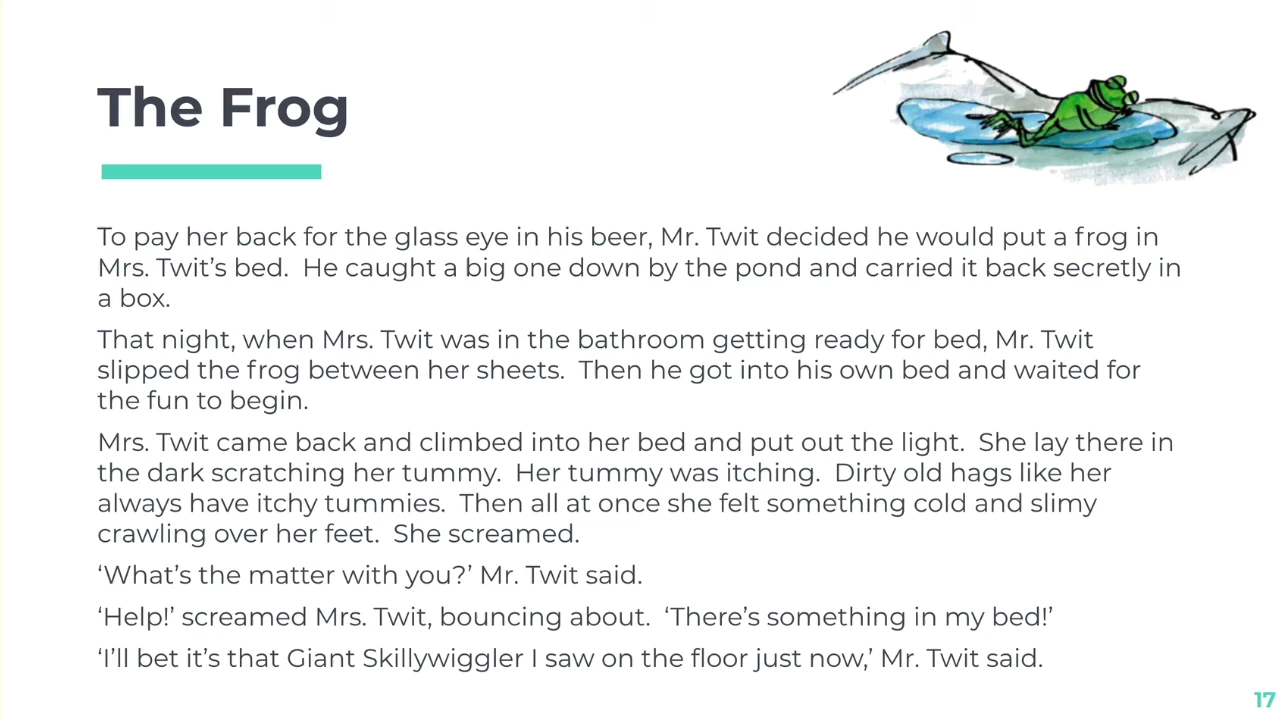 The Frog
To pay her back for the glass eye in his beer, Mr. Twit decided he would put a frog in
Mrs. Twit’s bed.  He caught a big one down by the pond and carried it back secretly in
a box.
That night, when Mrs. Twit was in the bathroom getting ready for bed, Mr. Twit
slipped the frog between her sheets.  Then he got into his own bed and waited for
the fun to begin.
Mrs. Twit came back and climbed into her bed and put out the light.  She lay there in
the dark scratching her tummy.  Her tummy was itching.  Dirty old hags like her
always have itchy tummies.  Then all at once she felt something cold and slimy
crawling over her feet.  She screamed.
‘What’s the matter with you?’ Mr. Twit said.
‘Help!’ screamed Mrs. Twit, bouncing about.  ‘There’s something in my bed!’
‘I’ll bet it’s that Giant Skillywiggler I saw on the floor just now,’ Mr. Twit said.
17